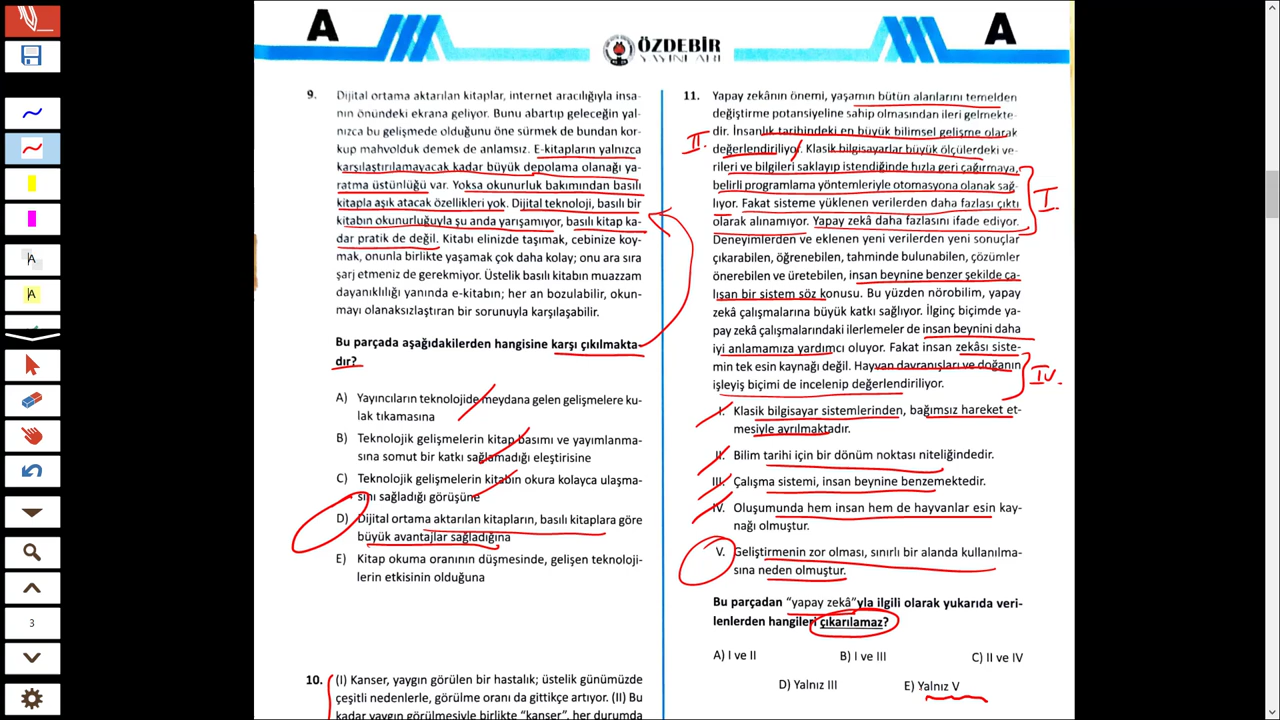 A
ÖZDEBİR
YAYINLARI
A
9. Dijital ortama aktarılan kitaplar, internet aracılığıyla insa-
nın önündeki ekrana geliyor. Bunu abartıp geleceğin yal-
nızca bu gelişmede olduğunu öne sürmek de bundan kor-
kup mahvolduk demek de anlamsız. E-kitapların yalnızca
karşılaştırılamayacak kadar büyük depolama olanağı ya-
ratma üstünlüğü var. Yoksa okunurluk bakımından basılı
kitapla aşık atacak özellikleri yok. Dijital teknoloji, basılı bir
kitabın okunurluğuyla şu anda yarışamıyor, basılı kitap ka-
dar pratik de değil. Kitabı elinizde taşımak, cebinize koy-
mak, onunla birlikte yaşamak çok daha kolay; onu ara sıra
şarj etmeniz de gerekmiyor. Üstelik basılı kitabın muazzam
dayanıklılığı yanında e-kitabın; her an bozulabilir, okun-
mayı olanaksızlaştıran bir sorunuyla karşılaşabilir.
Bu parçada aşağıdakilerden hangisine karşı çıkılmakta-
dır?
A) Yayıncıların teknolojide meydana gelen gelişmelere ku-
lak tıkamasına
B) Teknolojik gelişmelerin kitap basımı ve yayımlanma-
sına somut bir katkı sağlamadığı eleştirisine
C) Teknolojik gelişmelerin kitabın okura kolayca ulaşma-
sını sağladığı görüşüne
D) Dijital ortama aktarılan kitapların, basılı kitaplara göre
büyük avantajlar sağladığına
E) Kitap okuma oranının düşmesinde, gelişen teknoloji-
lerin etkisinin olduğuna
10. (I) Kanser, yaygın görülen bir hastalık; üstelik günümüzde
çeşitli nedenlerle, görülme oranı da gittikçe artıyor. (II) Bu
kadar yaygın görülmesiyle birlikte “kanser”, her durumda
11. Yapay zekânın önemi, yaşamın bütün alanlarını temelden
değiştirme potansiyeline sahip olmasından ileri gelmekte-
dir. İnsanlık tarihindeki en büyük bilimsel gelişme olarak
II. değerlendiriliyor. Klasik bilgisayarlar büyük ölçülerdeki ve-
rileri ve bilgileri saklayıp istendiğinde hızla geri çağırmaya,
belirli programlama yöntemleriyle otomasyona olanak sağ-
lıyor. Fakat sisteme yüklenen verilerden daha fazlası çıktı I.
olarak alınamıyor. Yapay zekâ daha fazlasını ifade ediyor.
Deneyimlerden ve eklenen yeni verilerden yeni sonuçlar
çıkarabilen, öğrenebilen, tahminde bulunabilen, çözümler
önerebilen ve üretebilen, insan beynine benzer şekilde ça-
lışan bir sistem söz konusu. Bu yüzden nörobilim, yapay
zekâ çalışmalarına büyük katkı sağlıyor. İlginç biçimde ya-
pay zekâ çalışmalarındaki ilerlemeler de insan beynini daha
iyi anlamamıza yardımcı oluyor. Fakat insan zekâsı siste-
min tek esin kaynağı değil. Hayvan davranışları ve doğanın IV.
işleyiş biçimi de incelenip değerlendiriliyor.
I. Klasik bilgisayar sistemlerinden, bağımsız hareket et-
mesiyle ayrılmaktadır.
II. Bilim tarihi için bir dönüm noktası niteliğindedir.
III. Çalışma sistemi, insan beynine benzemektedir.
IV. Oluşumunda hem insan hem de hayvanlar esin kay-
nağı olmuştur.
V. Geliştirmenin zor olması, sınırlı bir alanda kullanılma-
sına neden olmuştur.
Bu parçadan “yapay zekâ”yla ilgili olarak yukarıda veri-
lenlerden hangileri çıkarılamaz?
A) I ve II B) I ve III C) II ve IV
D) Yalnız III E) Yalnız V
A
A
3